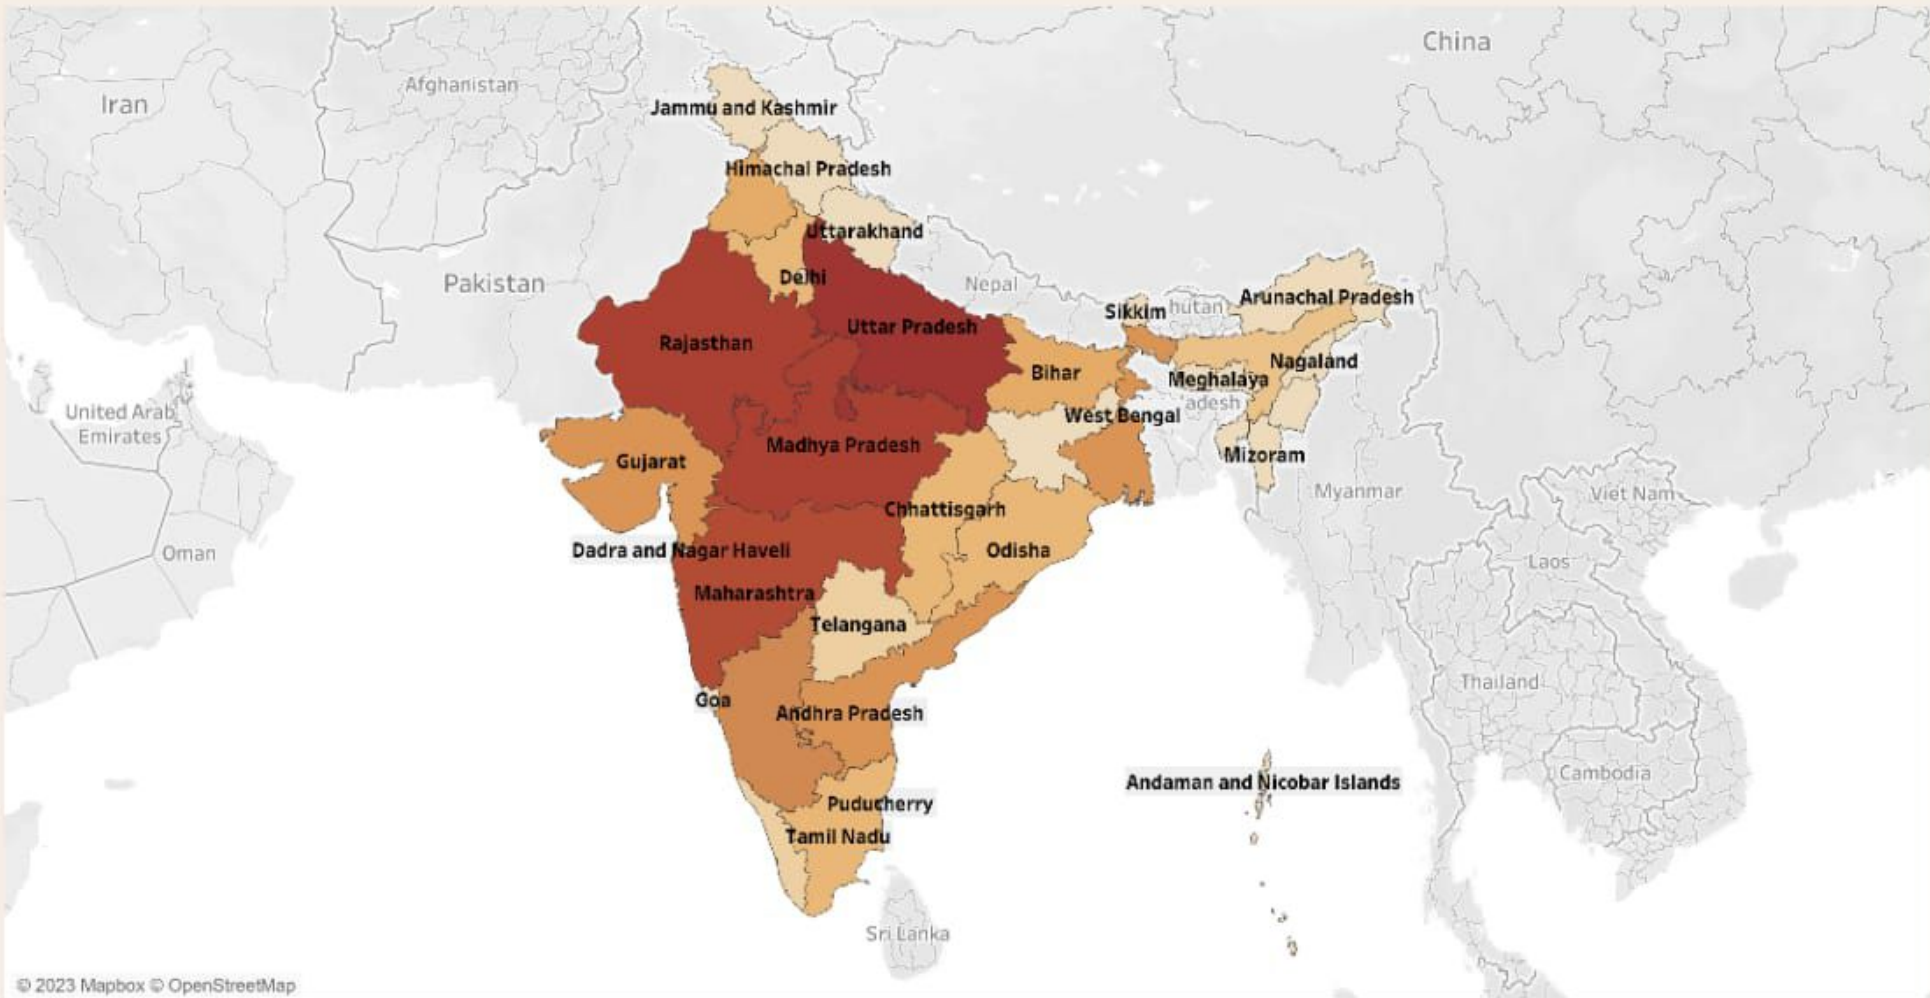 China
Iran
Afghanistan
Jammu and Kashmir
Himachal Pradesh
Uttarakhand
Pakistan
Delhi
Nepal
Sikkim
hutan
Arunachal Pradesh
Rajasthan
Uttar Pradesh
Bihar
Nagaland
Meghalaya
adesh
United Arab
Emirates
West Bengal
Gujarat
Madhya Pradesh
Mizoram
Myanmar
Viet Nam
Chhattisgarh
Oman
Dadra and Nagar Haveli
Odisha
Laos
Maharashtra
Telangana
Goa
Andhra Pradesh
Thailand
Andaman and Nicobar Islands
Cambodia
Puducherry
Tamil Nadu
Sri Lanka
© 2023 Mapbox © OpenStreetMap